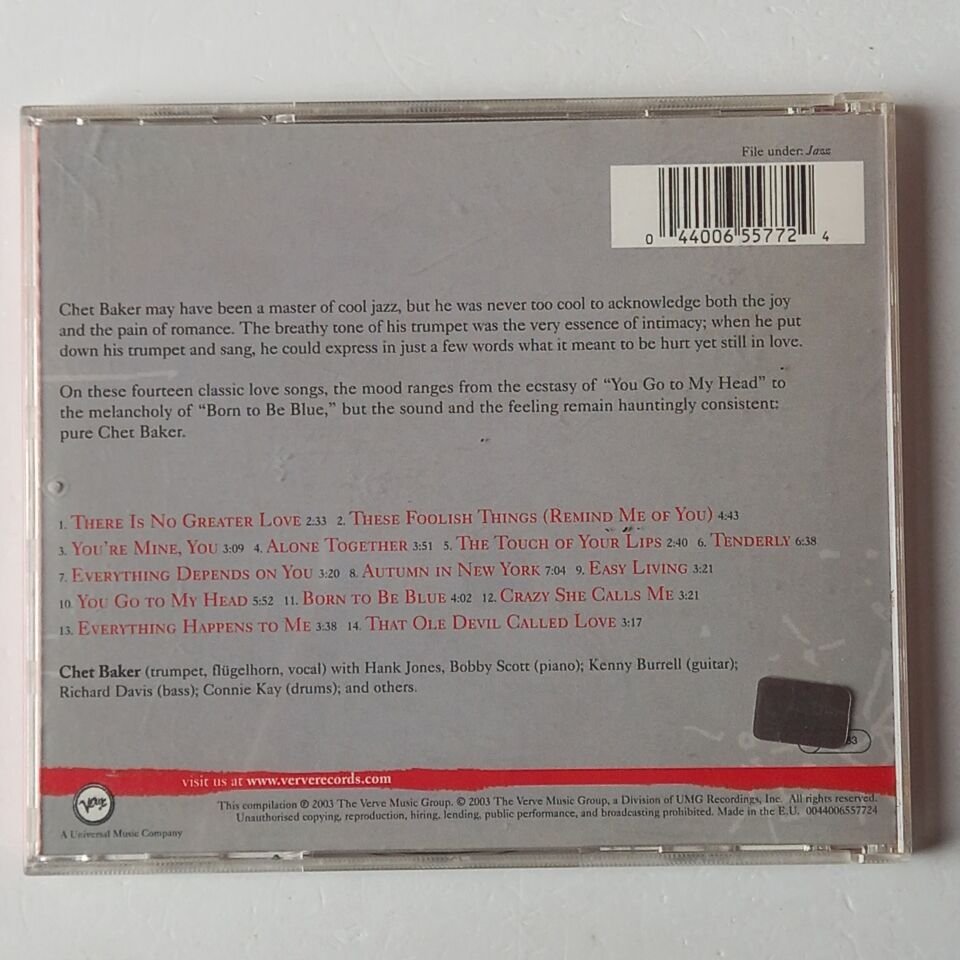 File under: Jazz
0 44006 55772 4
Chet Baker may have been a master of cool jazz, but he was never too cool to acknowledge both the joy
and the pain of romance. The breathy tone of his trumpet was the very essence of intimacy; when he put
down his trumpet and sang, he could express in just a few words what it meant to be hurt yet still in love.
On these fourteen classic love songs, the mood ranges from the ecstasy of “You Go to My Head” to
the melancholy of “Born to Be Blue,” but the sound and the feeling remain hauntingly consistent:
pure Chet Baker.
1. There Is No Greater Love 2:33 2. These Foolish Things (Remind Me of You) 4:43
3. You're Mine, You 3:09 4. Alone Together 3:51 5. The Touch of Your Lips 2:40 6. Tenderly 6:38
7. Everything Depends on You 3:20 8. Autumn in New York 7:04 9. Easy Living 3:21
10. You Go to My Head 5:52 11. Born to Be Blue 4:02 12. Crazy She Calls Me 3:21
13. Everything Happens to Me 3:38 14. That Ole Devil Called Love 3:17
Chet Baker (trumpet, flügelhorn, vocal) with Hank Jones, Bobby Scott (piano); Kenny Burrell (guitar);
Richard Davis (bass); Connie Kay (drums); and others.
visit us at www.ververecords.com
Verve
A Universal Music Company
This compilation ℗ 2003 The Verve Music Group. © 2003 The Verve Music Group, a Division of UMG Recordings, Inc. All rights reserved.
Unauthorised copying, reproduction, hiring, lending, public performance, and broadcasting prohibited. Made in the E.U. 0044006557724